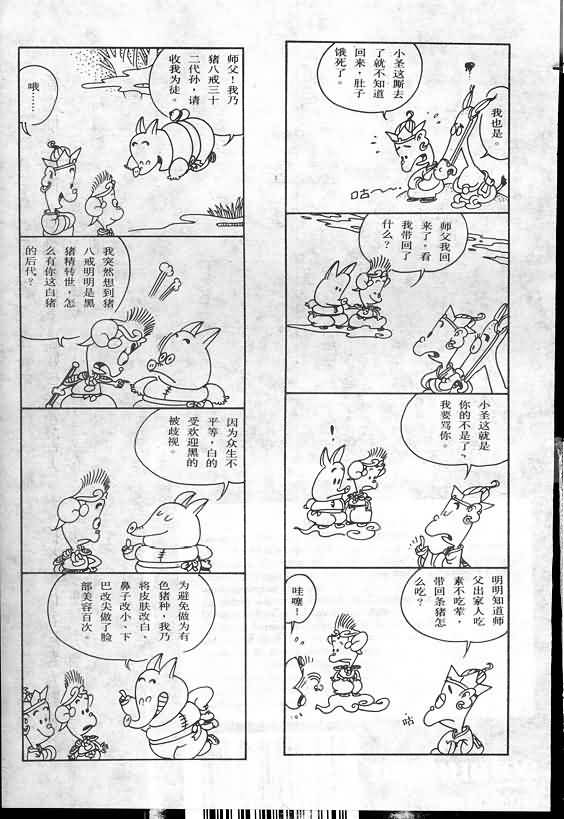 小圣这厮去
了就不知道
回来，肚子
饿死了。
我也是。
咕～～
师父我回
来了，看
我带回了
什么？
小圣这就是
你的不是了，
我要骂你。
！
明明知道师
父出家人吃
素不吃荤，
带回条猪怎
么吃？
哇噻！
咕
师父！我乃
猪八戒三十
二代孙，请
收我为徒。
哦……
我突然想到猪
八戒明明是黑
猪精转世，怎
么有你这白猪
的后代？
因为众生不
平等，白的
受欢迎黑的
被歧视。
为避免做为有
色猪种，我乃
将皮肤改白、
鼻子改小、下
巴改尖做了脸
部美容百次。